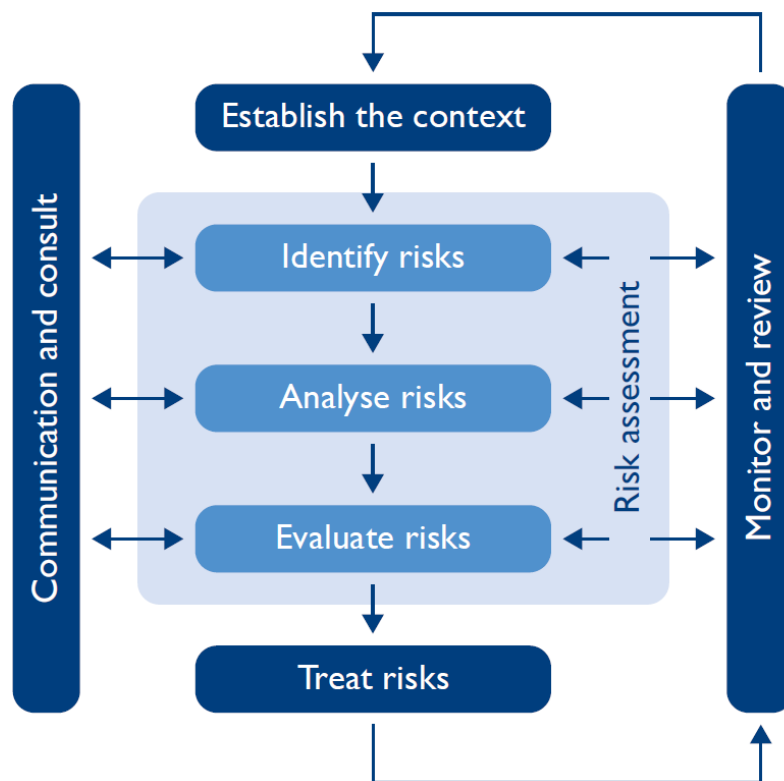 Establish the context
Communication and consult
Identify risks
Analyse risks
Evaluate risks
Risk assessment
Monitor and review
Treat risks